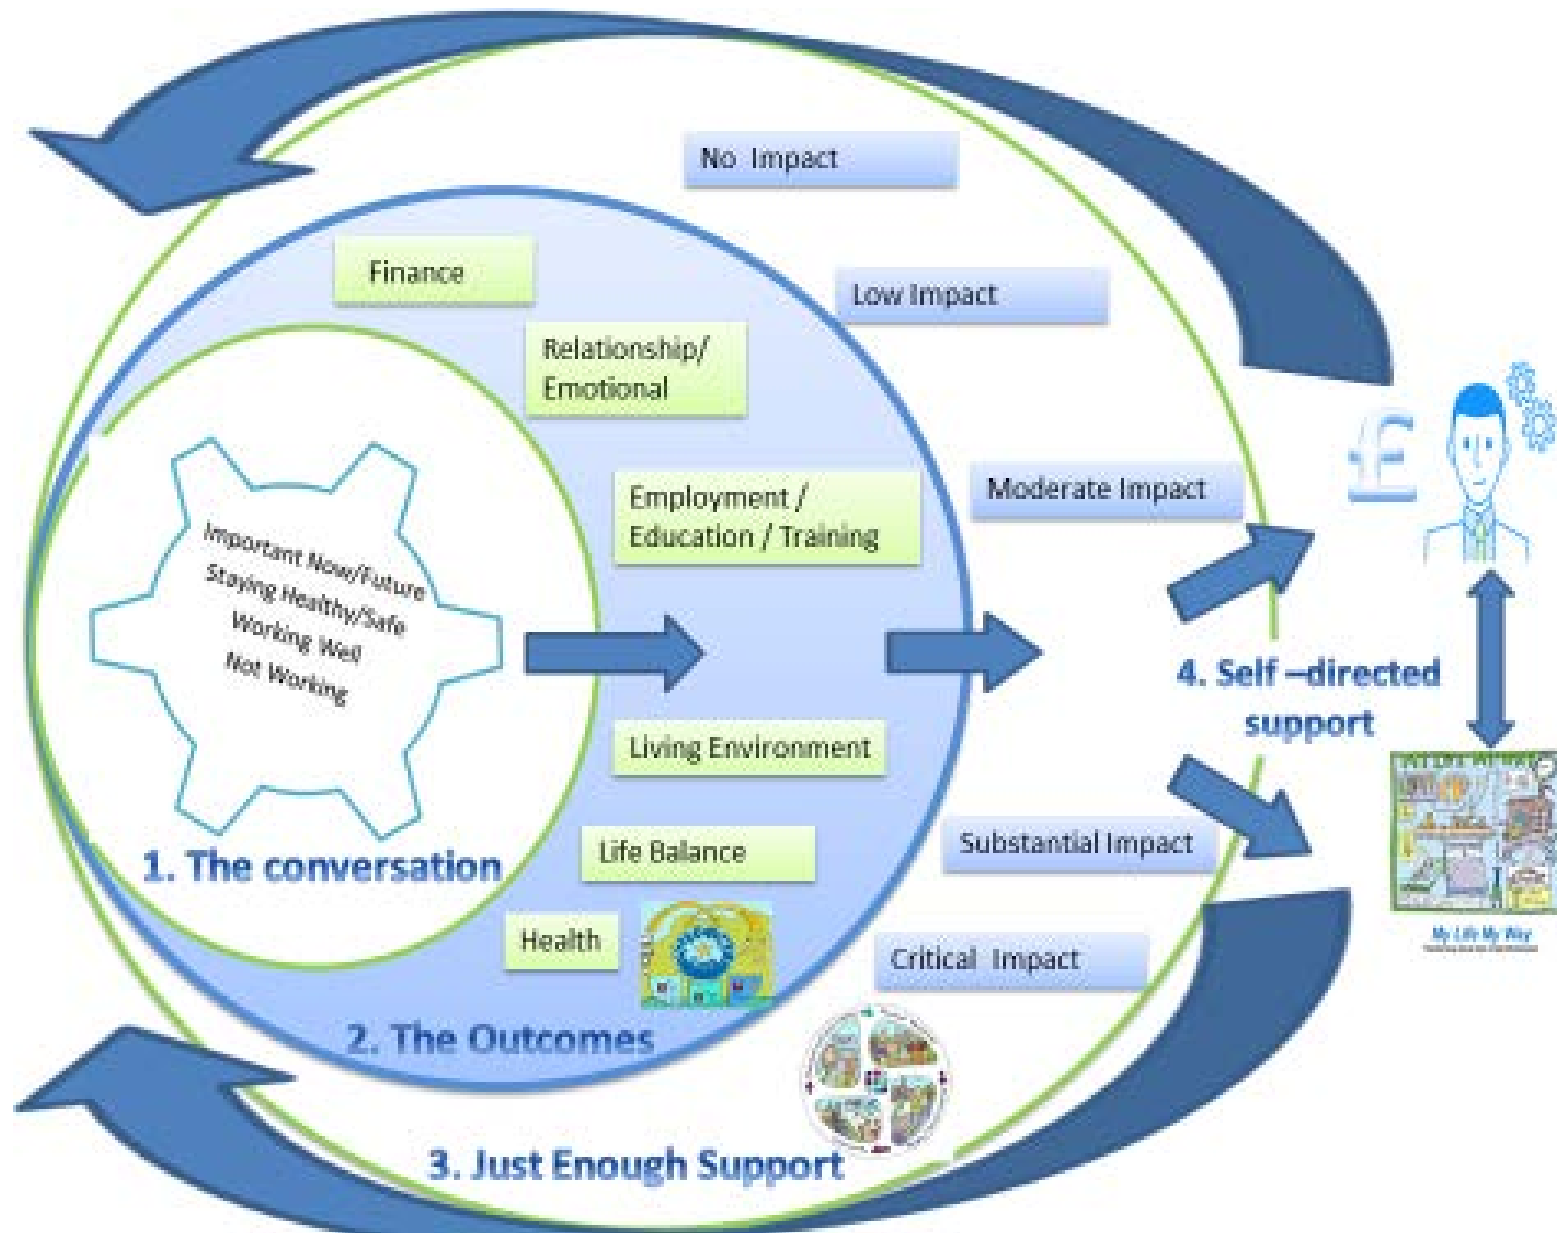 No Impact
Finance
Low Impact
Relationship/
Emotional
£
Moderate Impact
Employment /
Education / Training
Important Now/Future
Staying Healthy/Safe
Working Well
Not Working
4. Self –directed
support
Living Environment
Substantial Impact
Life Balance
1. The conversation
Health
My Life My Way
Critical Impact
2. The Outcomes
3. Just Enough Support